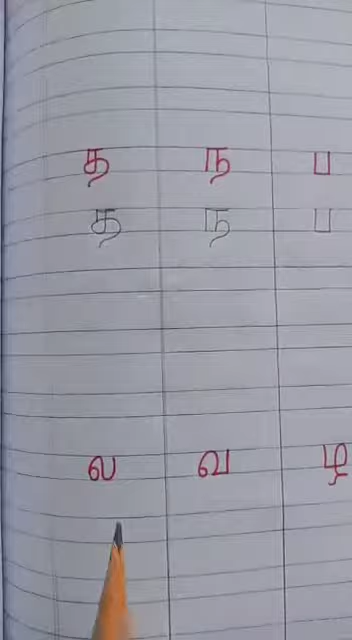 த ந ப
த ந ப
ல வ ழ